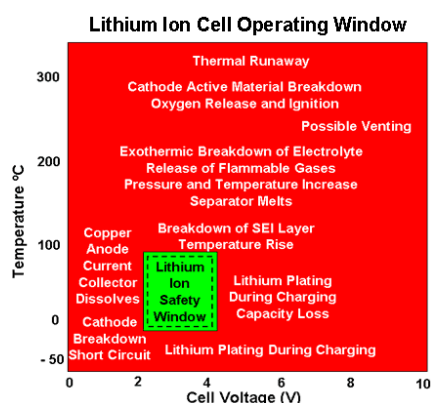 Lithium Ion Cell Operating Window
Thermal Runaway
Cathode Active Material Breakdown
Oxygen Release and Ignition
Possible Venting
Exothermic Breakdown of Electrolyte
Release of Flammable Gases
Pressure and Temperature Increase
Separator Melts
Breakdown of SEI Layer
Temperature Rise
Copper
Anode
Current
Collector
Dissolves
Lithium
Ion
Safety
Window
Lithium Plating
During Charging
Capacity Loss
Cathode
Breakdown
Short Circuit
Lithium Plating During Charging
Temperature ºC
300
200
100
0
- 50
0 2 4 6 8 10
Cell Voltage (V)